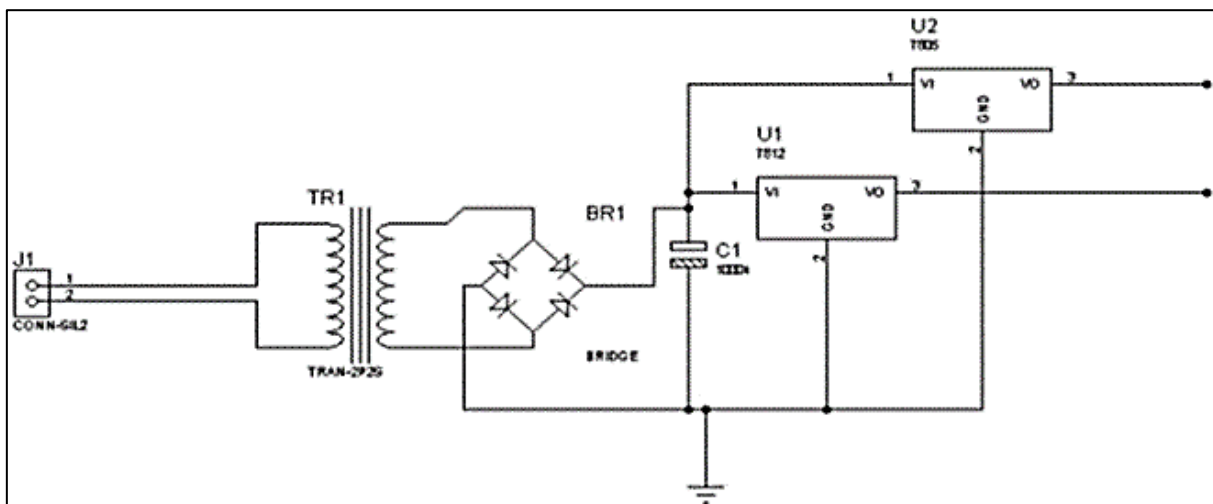 U2
7805
1 VI VO 3
GND
2
U1
7812
1 VI VO 3
GND
2
TR1
BR1
C1
J1
1
2
CONN-SIL2
BRIDGE
TRAN-2P2S